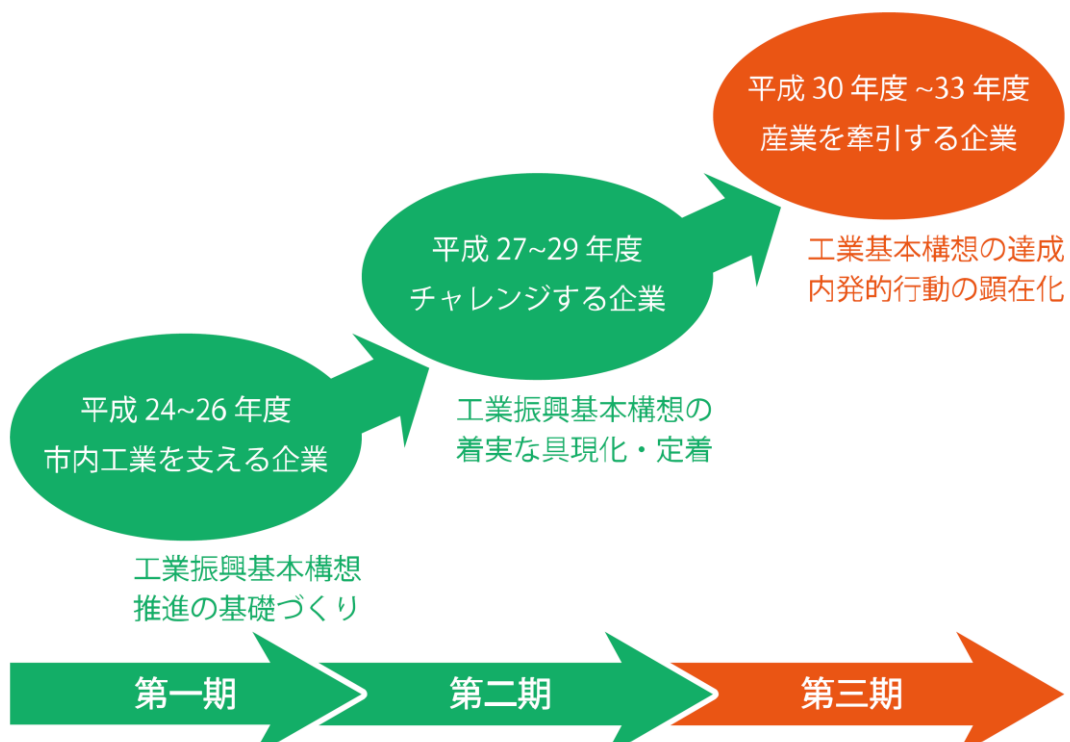 平成 30 年度 ~33 年度
産業を牽引する企業
工業基本構想の達成
内発的行動の顕在化
平成 27~29 年度
チャレンジする企業
工業振興基本構想の
着実な具現化・定着
平成 24~26 年度
市内工業を支える企業
工業振興基本構想
推進の基礎づくり
第一期
第二期
第三期